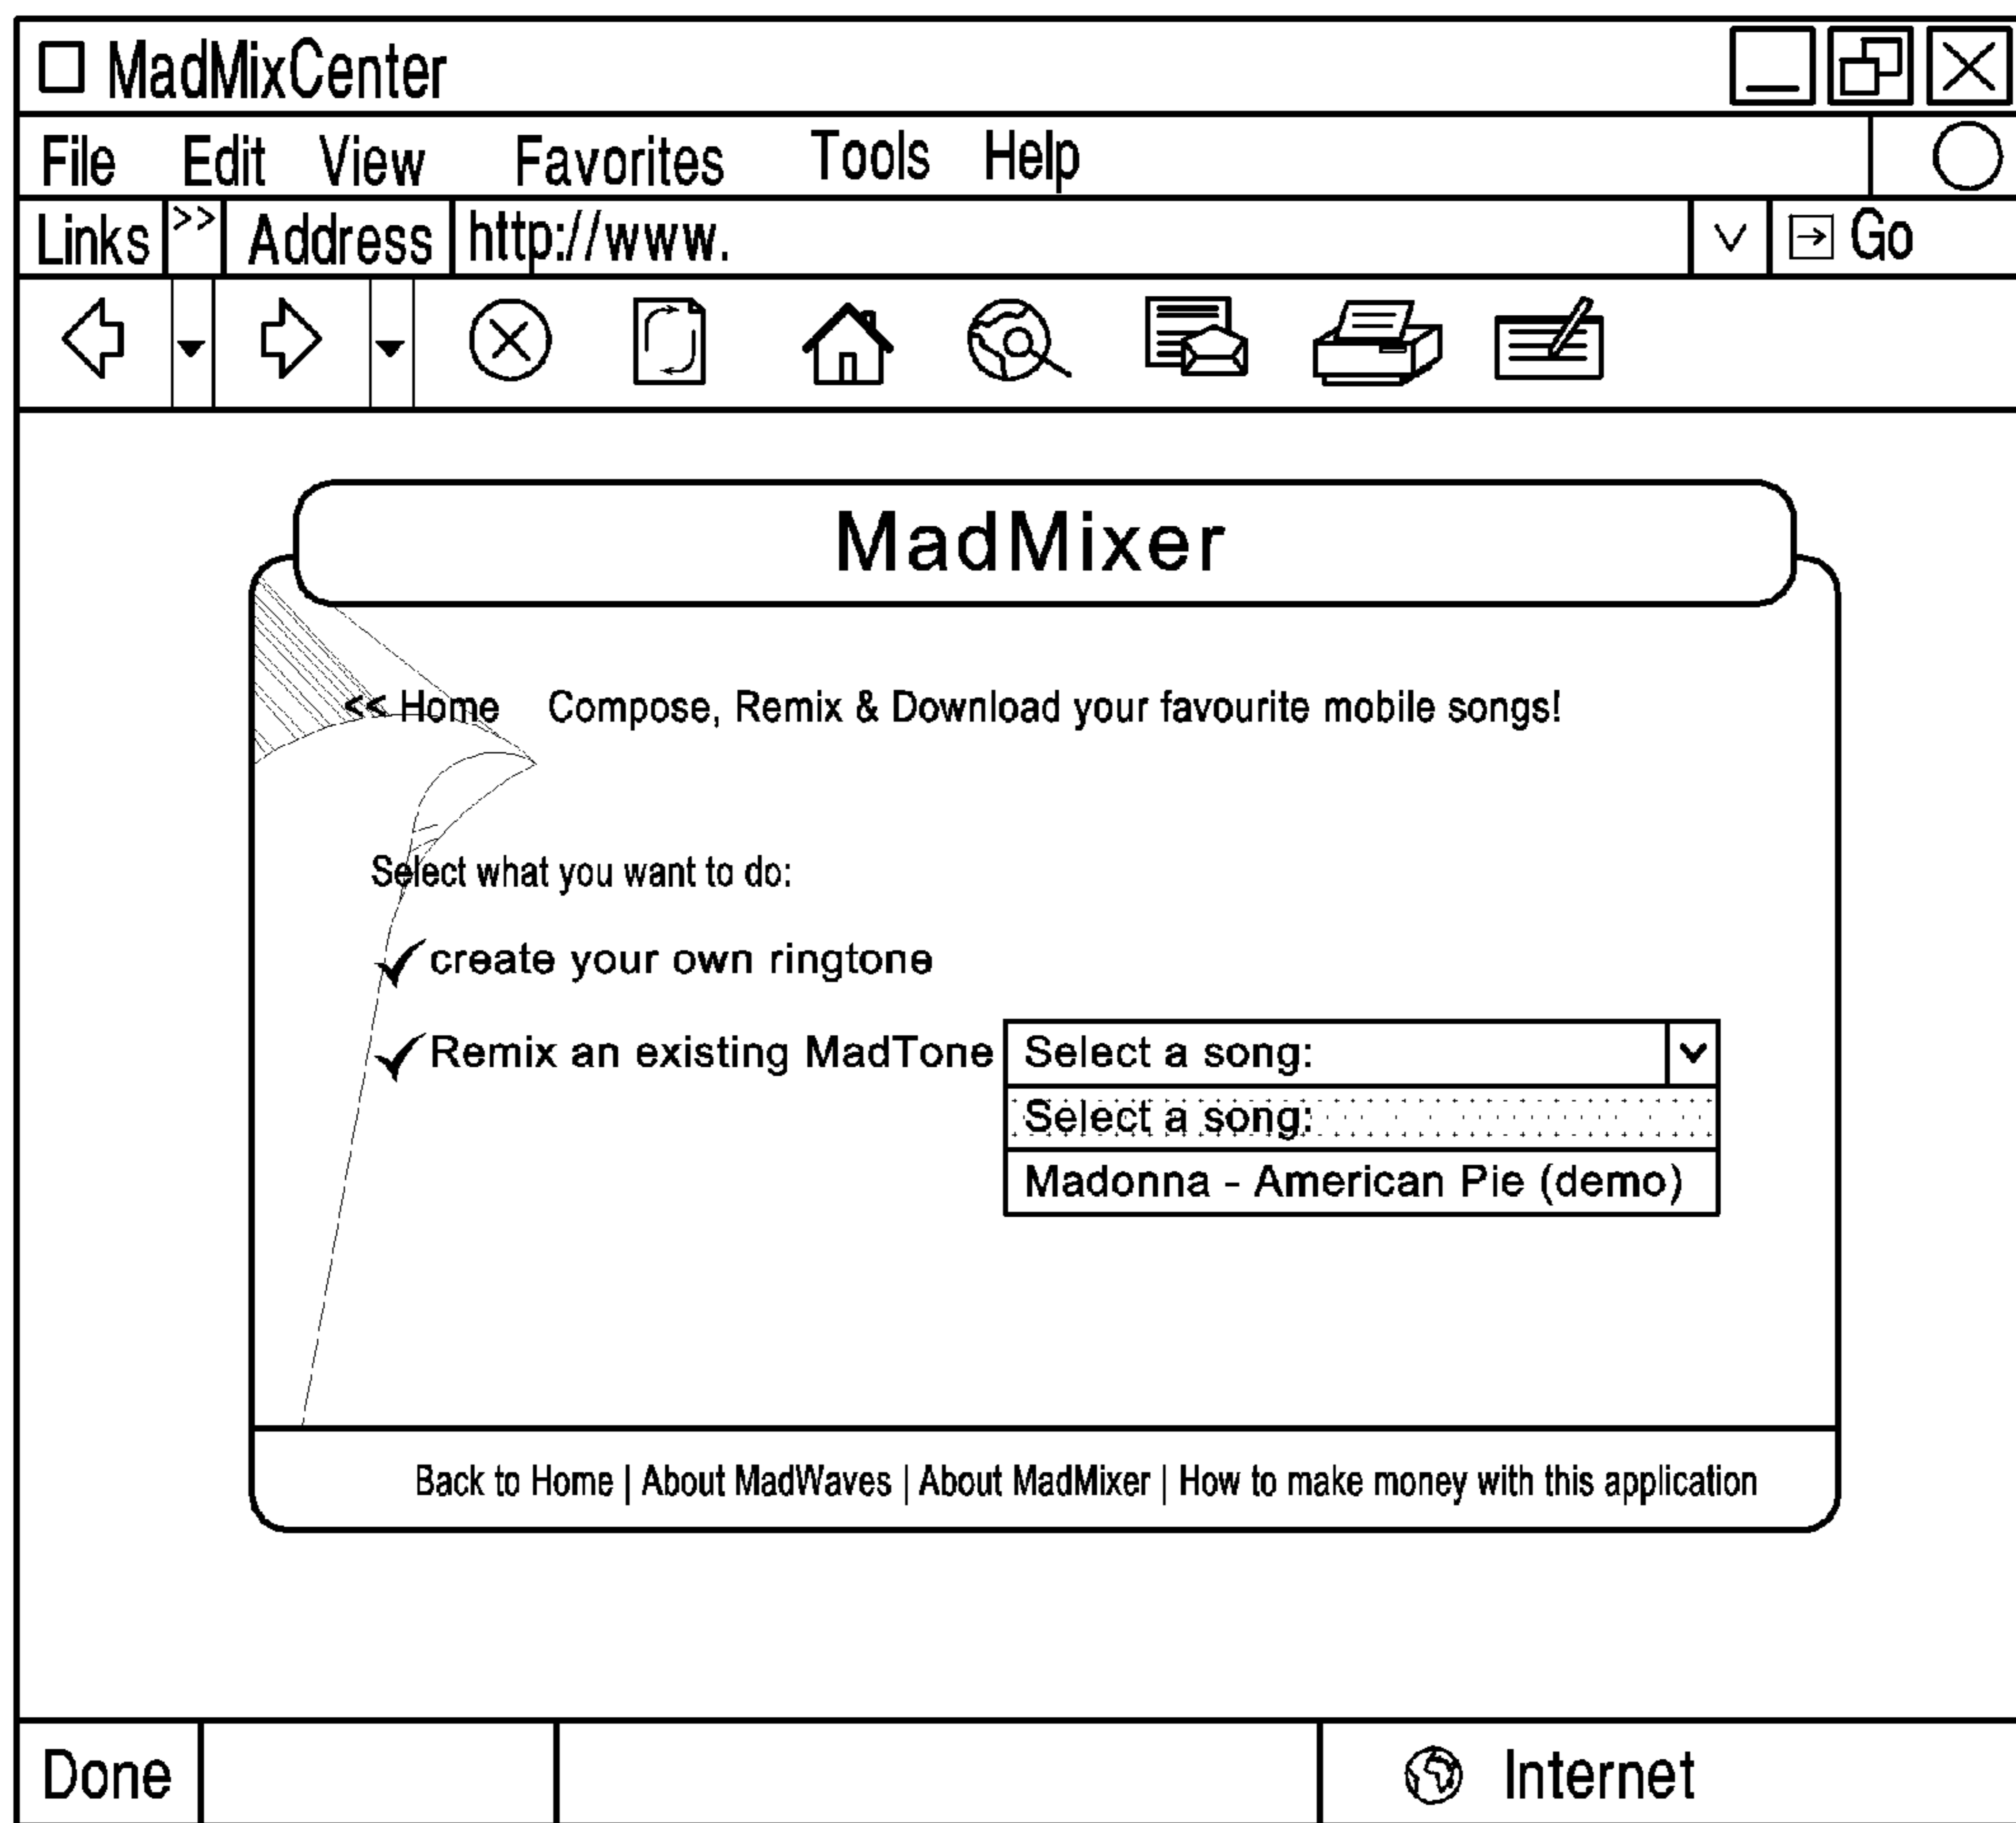 MadMixCenter
File Edit View Favorites Tools Help
Links >> Address http://www. Go
MadMixer
<< Home Compose, Remix & Download your favourite mobile songs!
Select what you want to do:
create your own ringtone
Remix an existing MadTone Select a song:
Select a song:
Madonna - American Pie (demo)
Back to Home | About MadWaves | About MadMixer | How to make money with this application
Done Internet